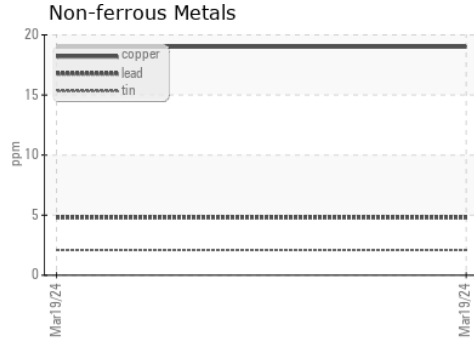 Non-ferrous Metals
20
15
10
5
0
ppm
copper
lead
tin
Mar19/24
Mar19/24